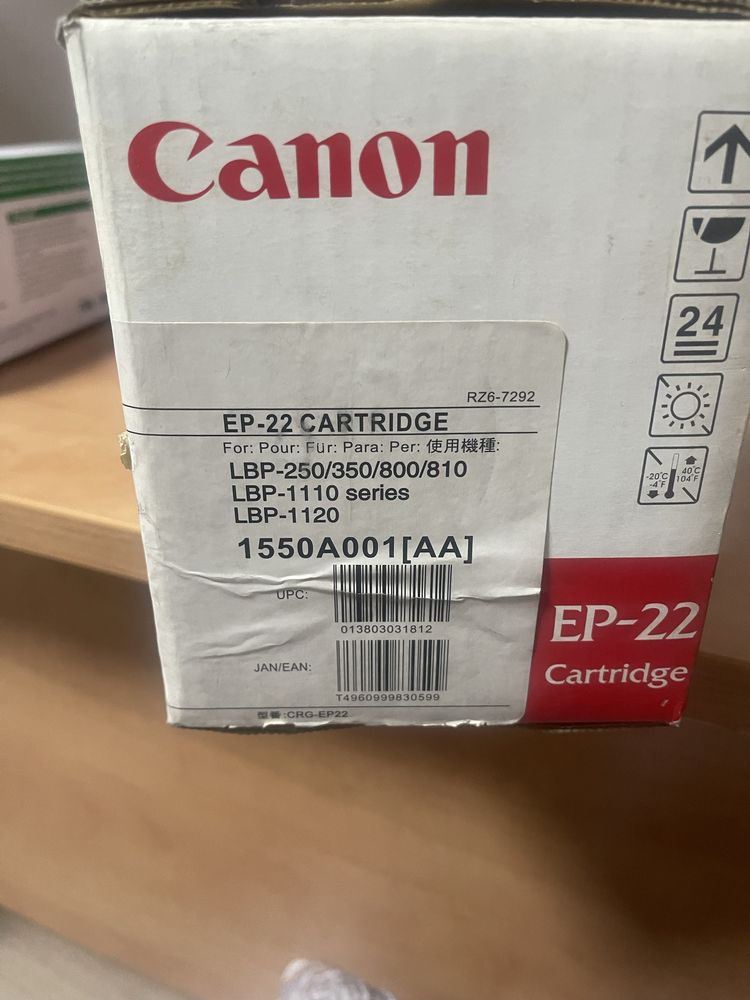 Canon
24
-20°C
-4°F
40°C
104°F
RZ6-7292
EP-22 CARTRIDGE
For: Pour: Für: Para: Per: 使用機種:
LBP-250/350/800/810
LBP-1110 series
LBP-1120
1550A001[AA]
UPC:
013803031812
JAN/EAN:
T4960999830599
型番:CRG-EP22
EP-22
Cartridge